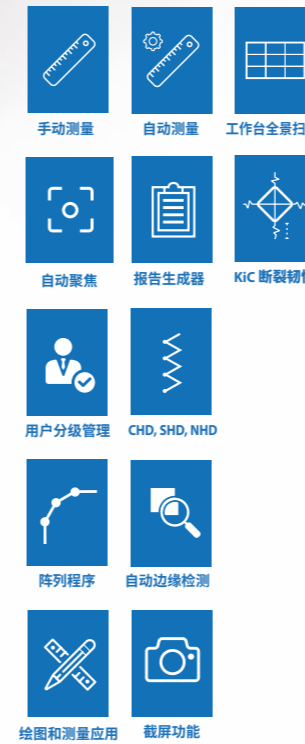 手动测量
自动测量
工作台全景扫
自动聚焦
报告生成器
KiC 断裂韧
用户分级管理
CHD, SHD, NHD
阵列程序
自动边缘检测
绘图和测量应用
截屏功能